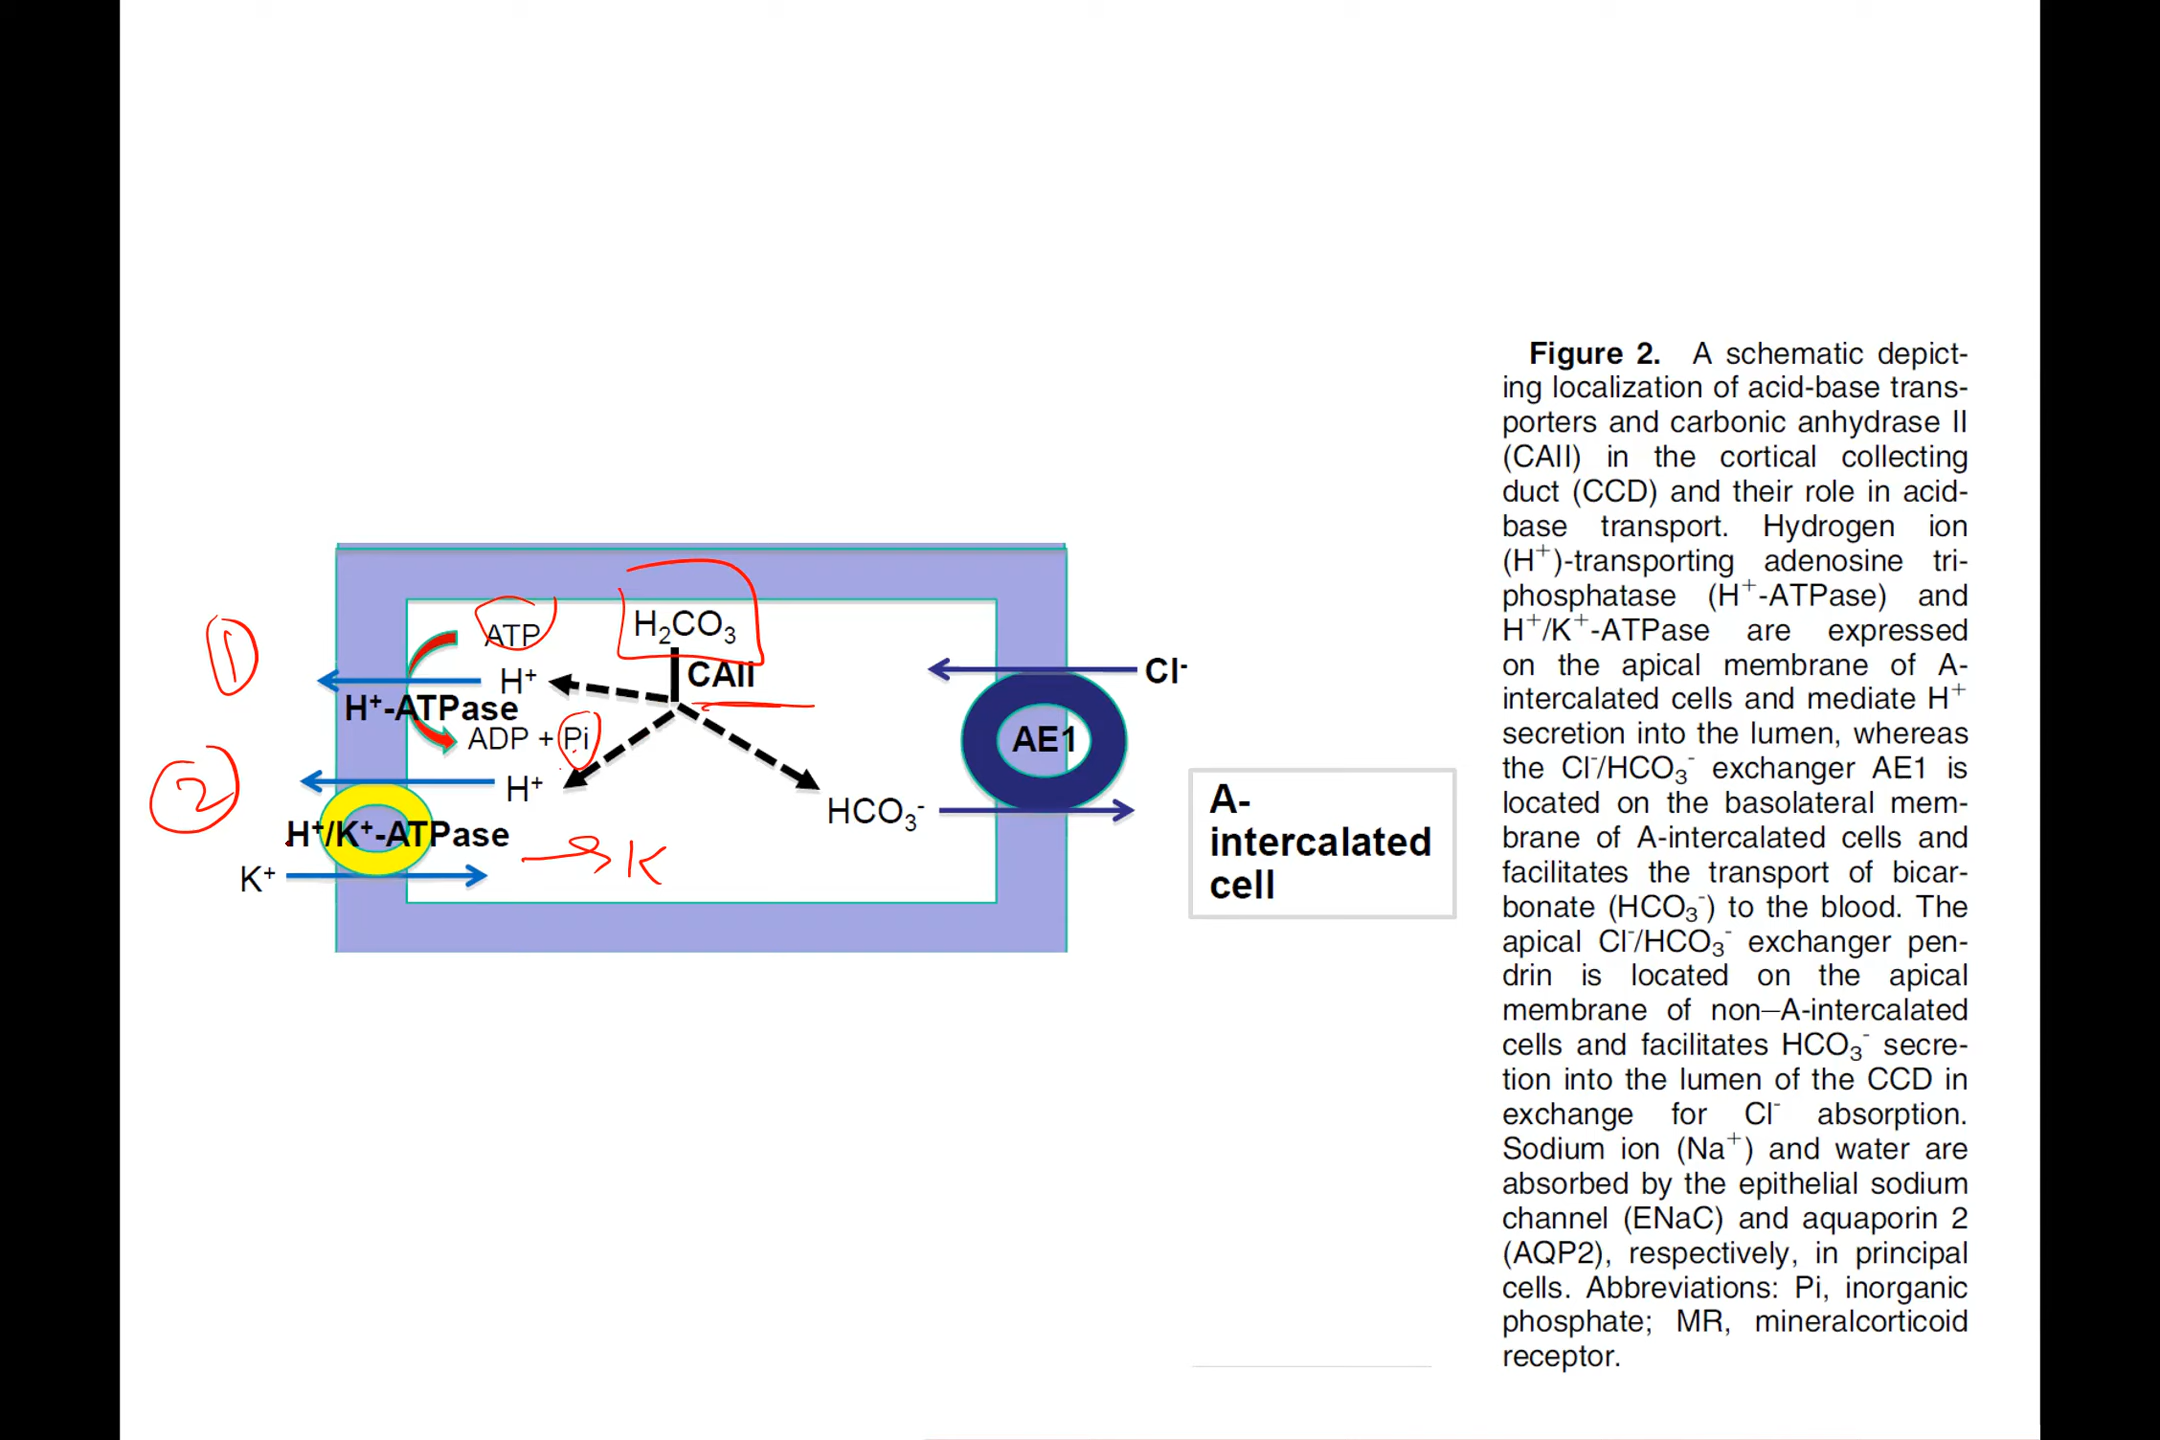 ①
②
ATP
H₂CO₃
CAII
H⁺
H⁺-ATPase
ADP + Pi
H⁺
H⁺/K⁺-ATPase
K⁺
K
HCO₃⁻
Cl⁻
AE1
A-
intercalated
cell
Figure 2. A schematic depict-
ing localization of acid-base trans-
porters and carbonic anhydrase II
(CAII) in the cortical collecting
duct (CCD) and their role in acid-
base transport. Hydrogen ion
(H⁺)-transporting adenosine tri-
phosphatase (H⁺-ATPase) and
H⁺/K⁺-ATPase are expressed
on the apical membrane of A-
intercalated cells and mediate H⁺
secretion into the lumen, whereas
the Cl⁻/HCO₃⁻ exchanger AE1 is
located on the basolateral mem-
brane of A-intercalated cells and
facilitates the transport of bicar-
bonate (HCO₃⁻) to the blood. The
apical Cl⁻/HCO₃⁻ exchanger pen-
drin is located on the apical
membrane of non–A-intercalated
cells and facilitates HCO₃⁻ secre-
tion into the lumen of the CCD in
exchange for Cl⁻ absorption.
Sodium ion (Na⁺) and water are
absorbed by the epithelial sodium
channel (ENaC) and aquaporin 2
(AQP2), respectively, in principal
cells. Abbreviations: Pi, inorganic
phosphate; MR, mineralcorticoid
receptor.